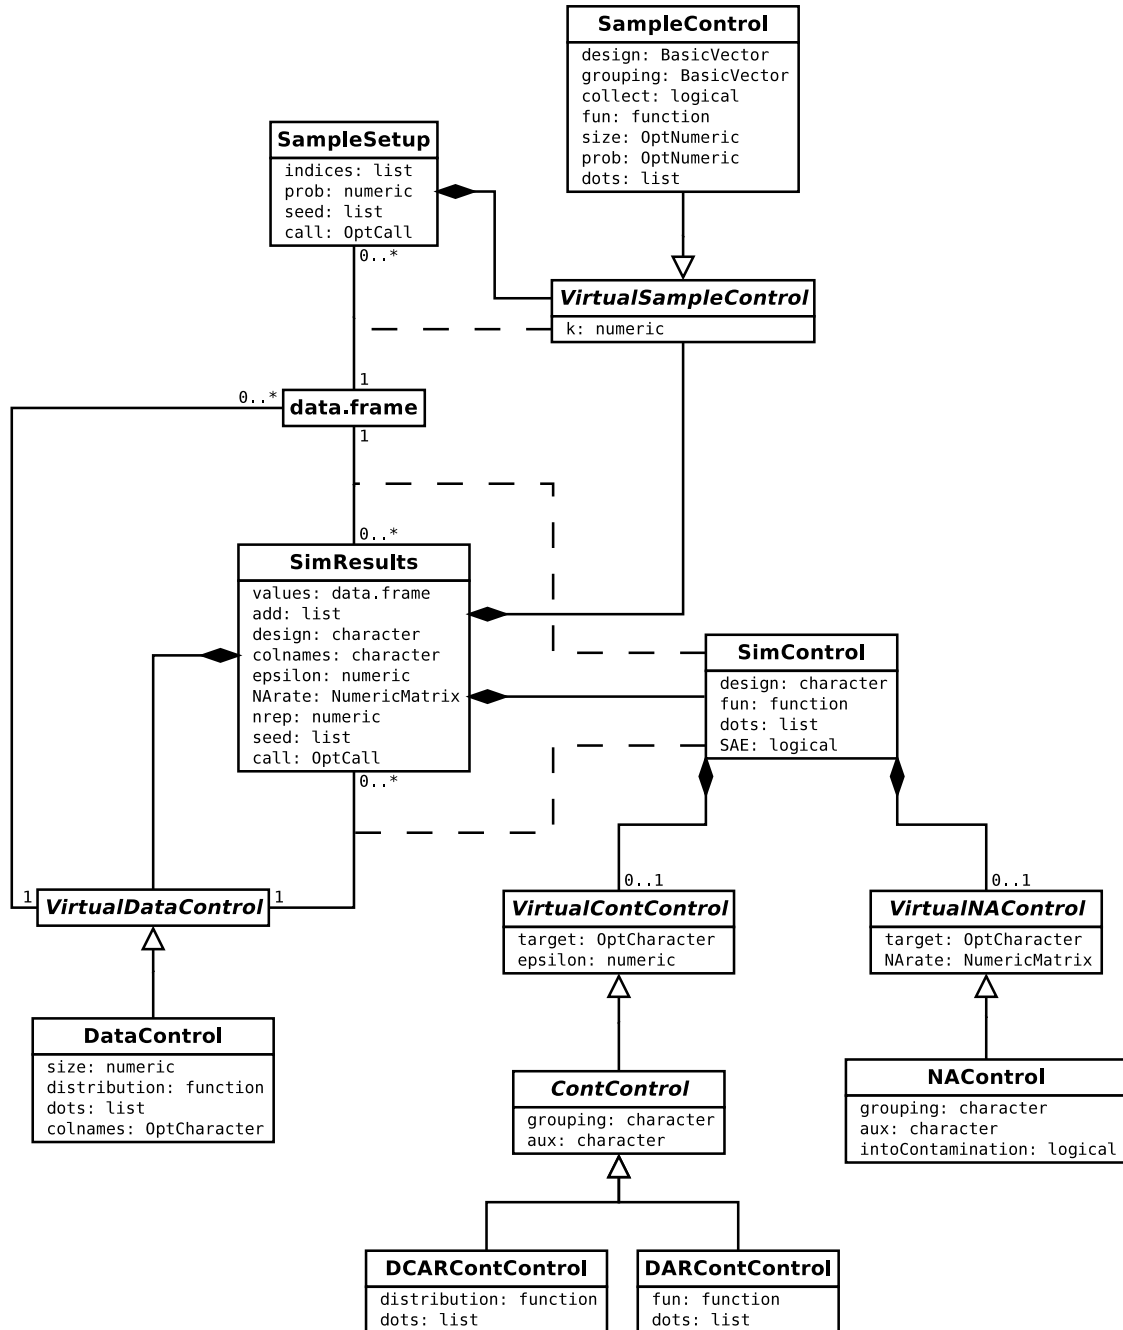 SampleControl
design: BasicVector
grouping: BasicVector
collect: logical
fun: function
size: OptNumeric
prob: OptNumeric
dots: list
SampleSetup
indices: list
prob: numeric
seed: list
call: OptCall
0..*
VirtualSampleControl
k: numeric
1
0..*
data.frame
1
0..*
SimResults
values: data.frame
add: list
design: character
colnames: character
epsilon: numeric
NArate: NumericMatrix
nrep: numeric
seed: list
call: OptCall
0..*
SimControl
design: character
fun: function
dots: list
SAE: logical
1
VirtualDataControl
1
0..1
VirtualContControl
target: OptCharacter
epsilon: numeric
0..1
VirtualNAControl
target: OptCharacter
NArate: NumericMatrix
DataControl
size: numeric
distribution: function
dots: list
colnames: OptCharacter
ContControl
grouping: character
aux: character
NAControl
grouping: character
aux: character
intoContamination: logical
DCARContControl
distribution: function
dots: list
DARContControl
fun: function
dots: list